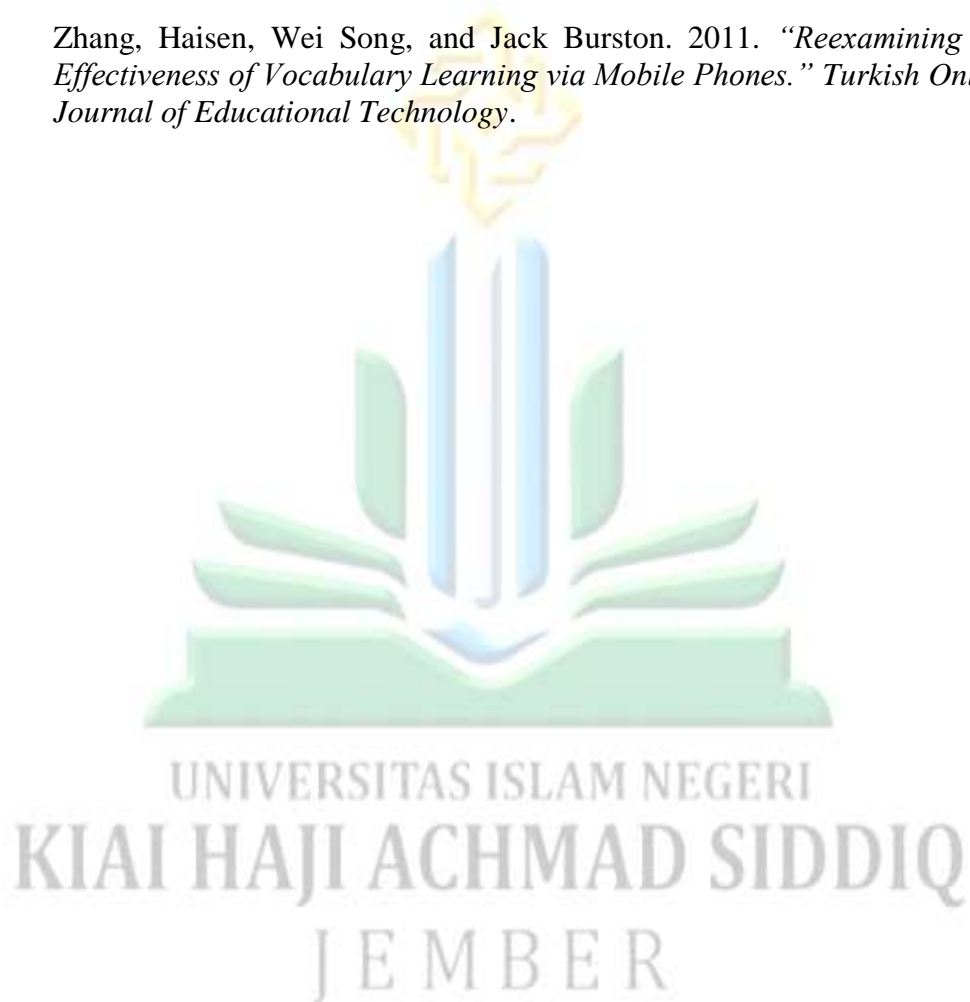 Zhang, Haisen, Wei Song, and Jack Burston. 2011. “Reexamining
Effectiveness of Vocabulary Learning via Mobile Phones.” Turkish
Journal of Educational Technology.
UNIVERSITAS ISLAM NEGERI
KIAI HAJI ACHMAD SIDDIQ
JEMBER